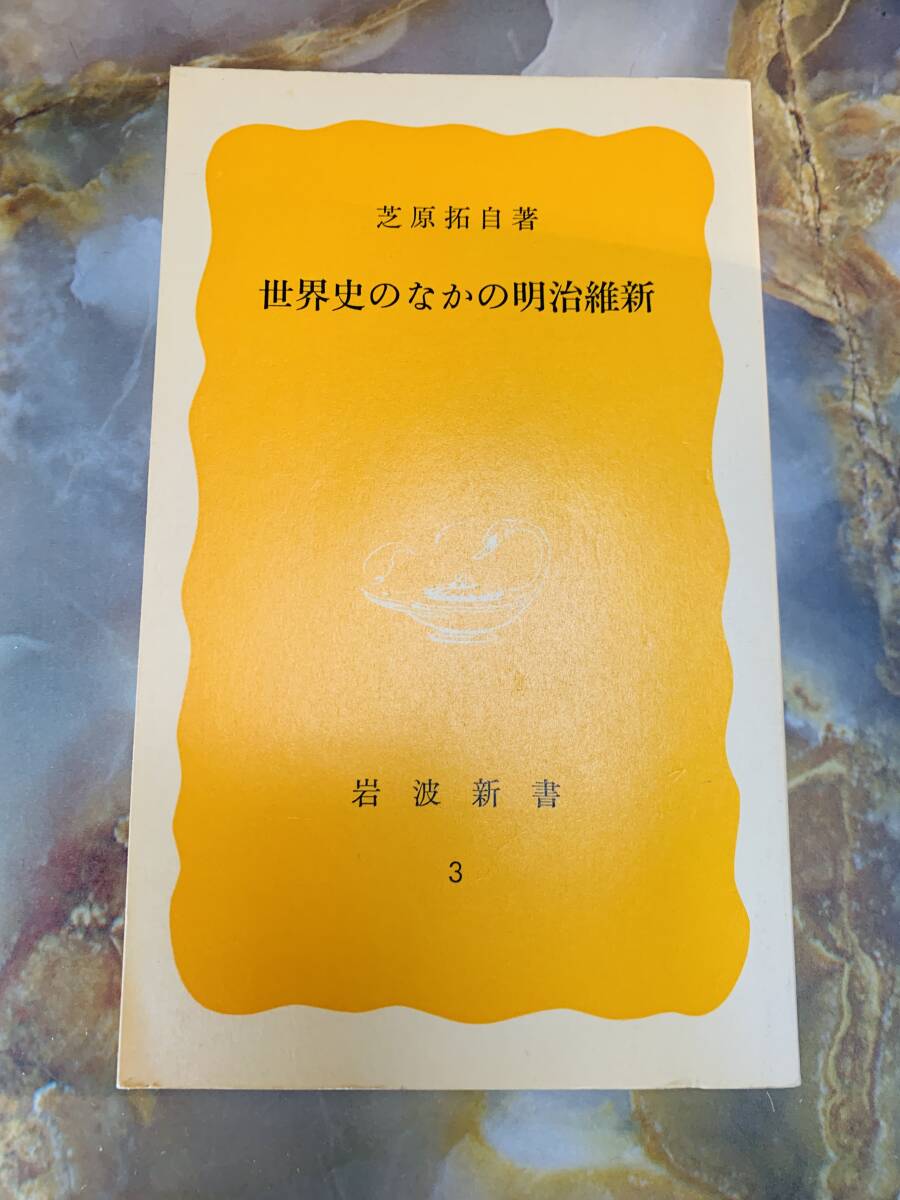 芝原拓自著
世界史のなかの明治維新
岩波新書
3